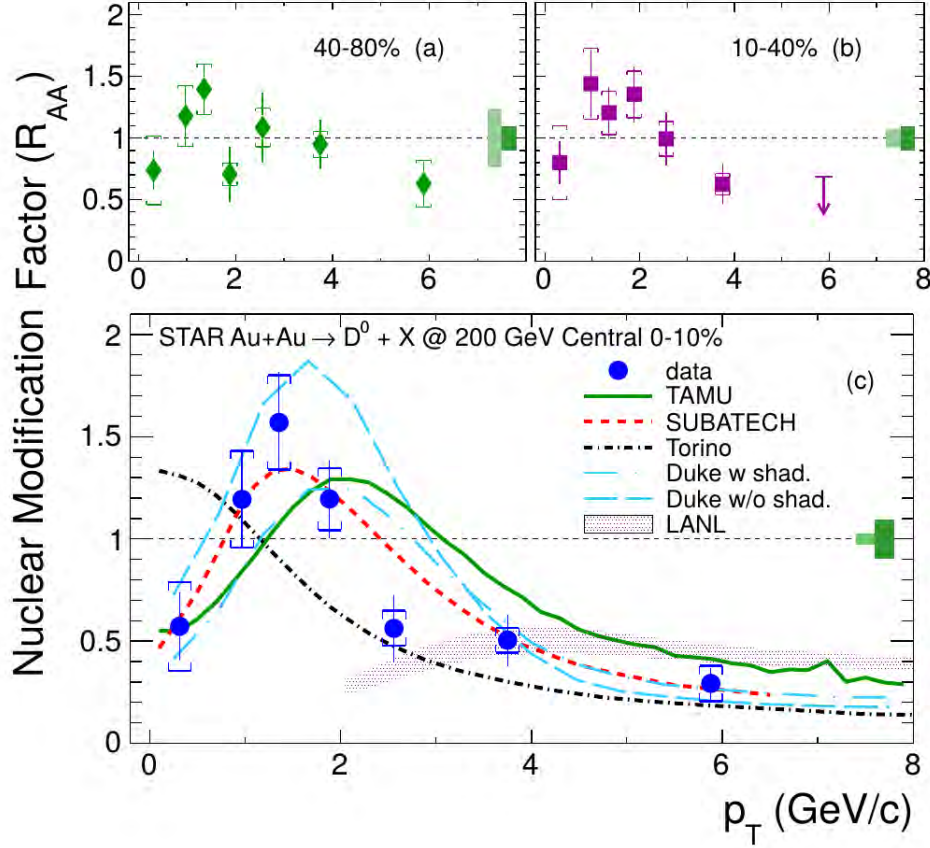 Nuclear Modification Factor (R_AA)
2
1.5
1
0.5
0
40-80% (a)
10-40% (b)
0 2 4 6
0 2 4 6 8
2
1.5
1
0.5
0
STAR Au+Au → D⁰ + X @ 200 GeV Central 0-10%
(c)
data
TAMU
SUBATECH
Torino
Duke w shad.
Duke w/o shad.
LANL
0 2 4 6 8
p_T (GeV/c)